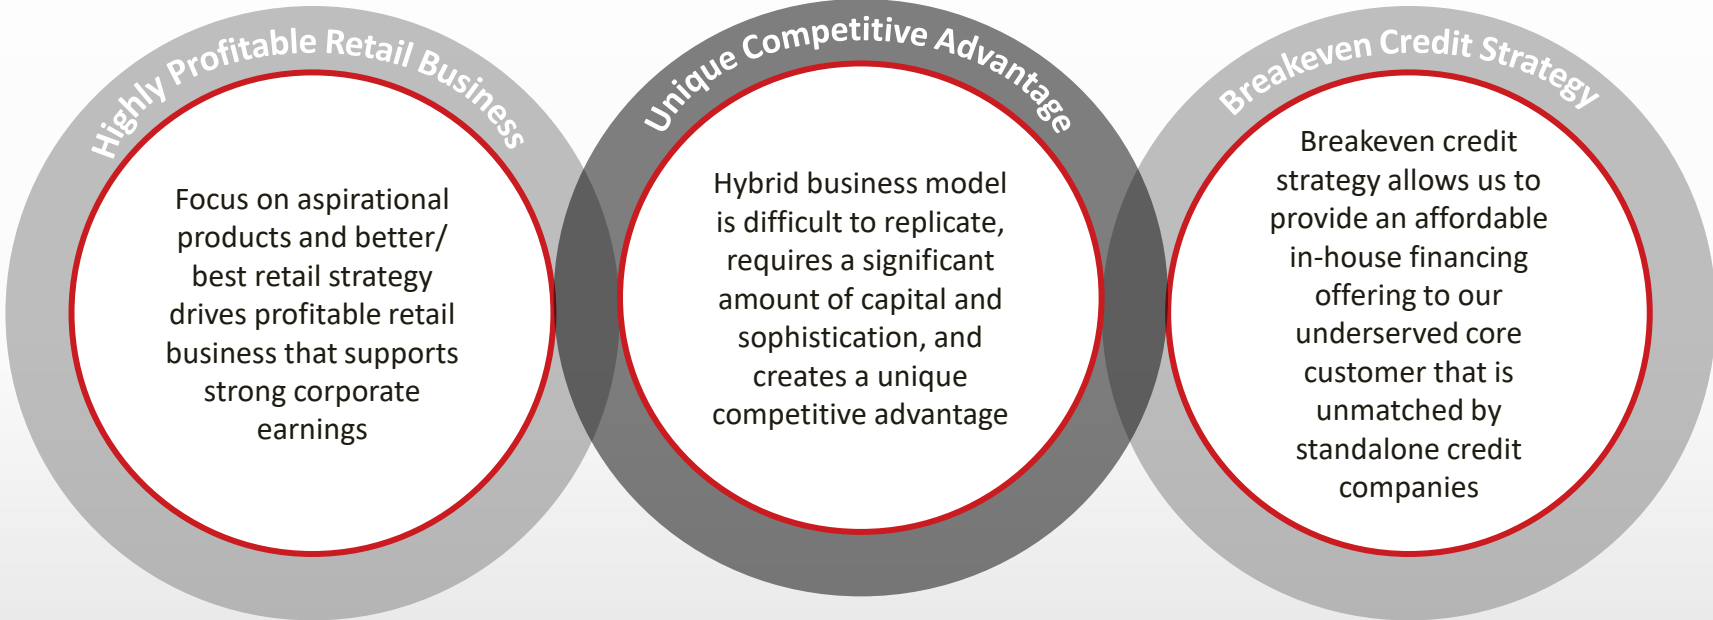 Highly Profitable Retail Business
Focus on aspirational
products and better/
best retail strategy
drives profitable retail
business that supports
strong corporate
earnings
Unique Competitive Advantage
Hybrid business model
is difficult to replicate,
requires a significant
amount of capital and
sophistication, and
creates a unique
competitive advantage
Breakeven Credit Strategy
Breakeven credit
strategy allows us to
provide an affordable
in-house financing
offering to our
underserved core
customer that is
unmatched by
standalone credit
companies